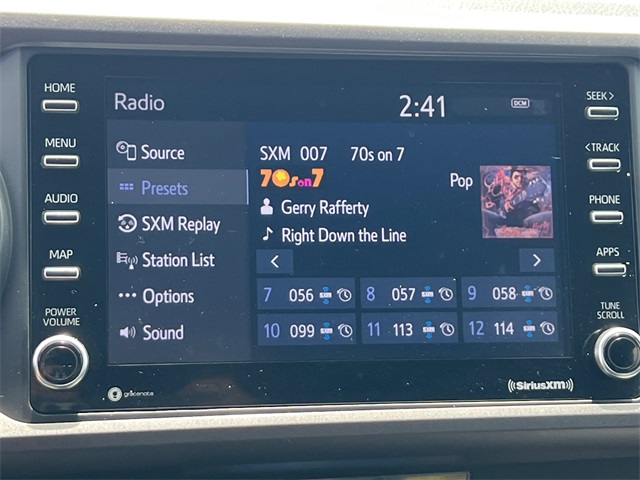 HOME
MENU
AUDIO
MAP
POWER
VOLUME
Radio
2:41
DCM
Source
Presets
SXM Replay
Station List
Options
Sound
SXM 007 70s on 7
70s on 7
Pop
Gerry Rafferty
Right Down the Line
< >
7 056 8 057 9 058
10 099 11 113 12 114
SEEK >
< TRACK
PHONE
APPS
TUNE
SCROLL
gracenote
((SiriusXM))